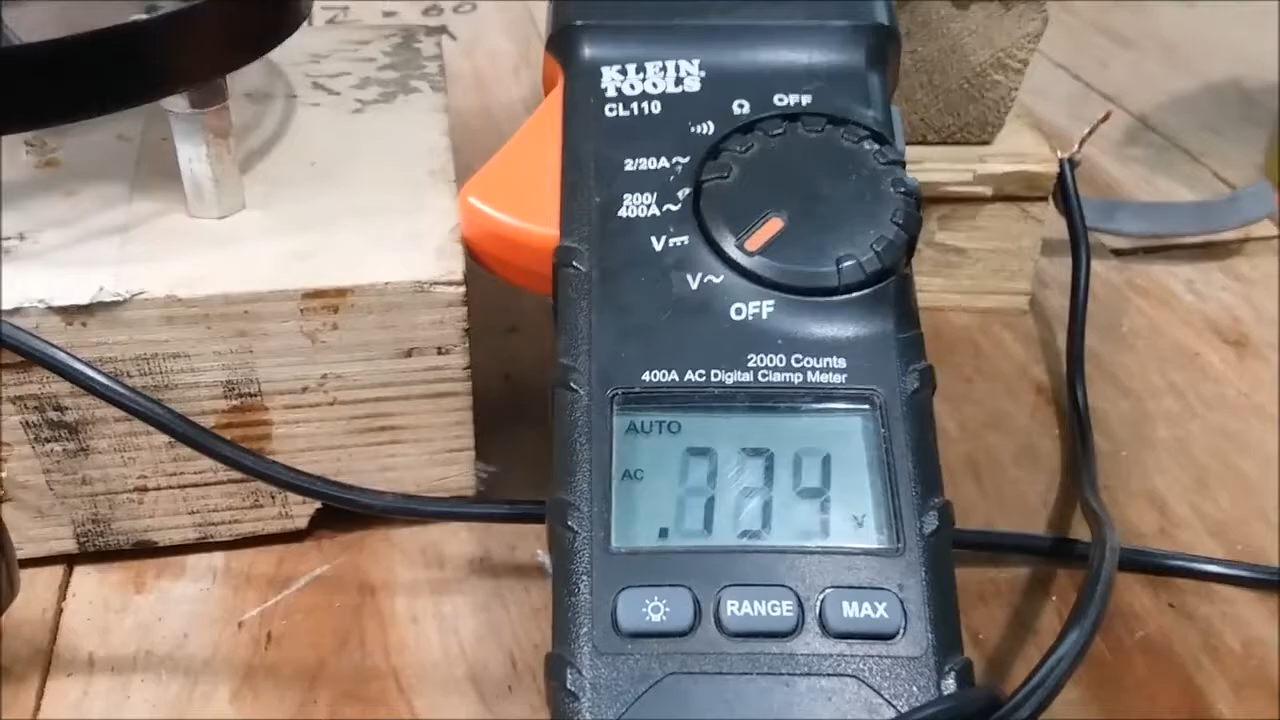 KLEIN
TOOLS
CL110
Ω OFF
2/20A~
200/
400A~
V⎓
V~
OFF
2000 Counts
400A AC Digital Clamp Meter
AUTO
AC
V
RANGE MAX